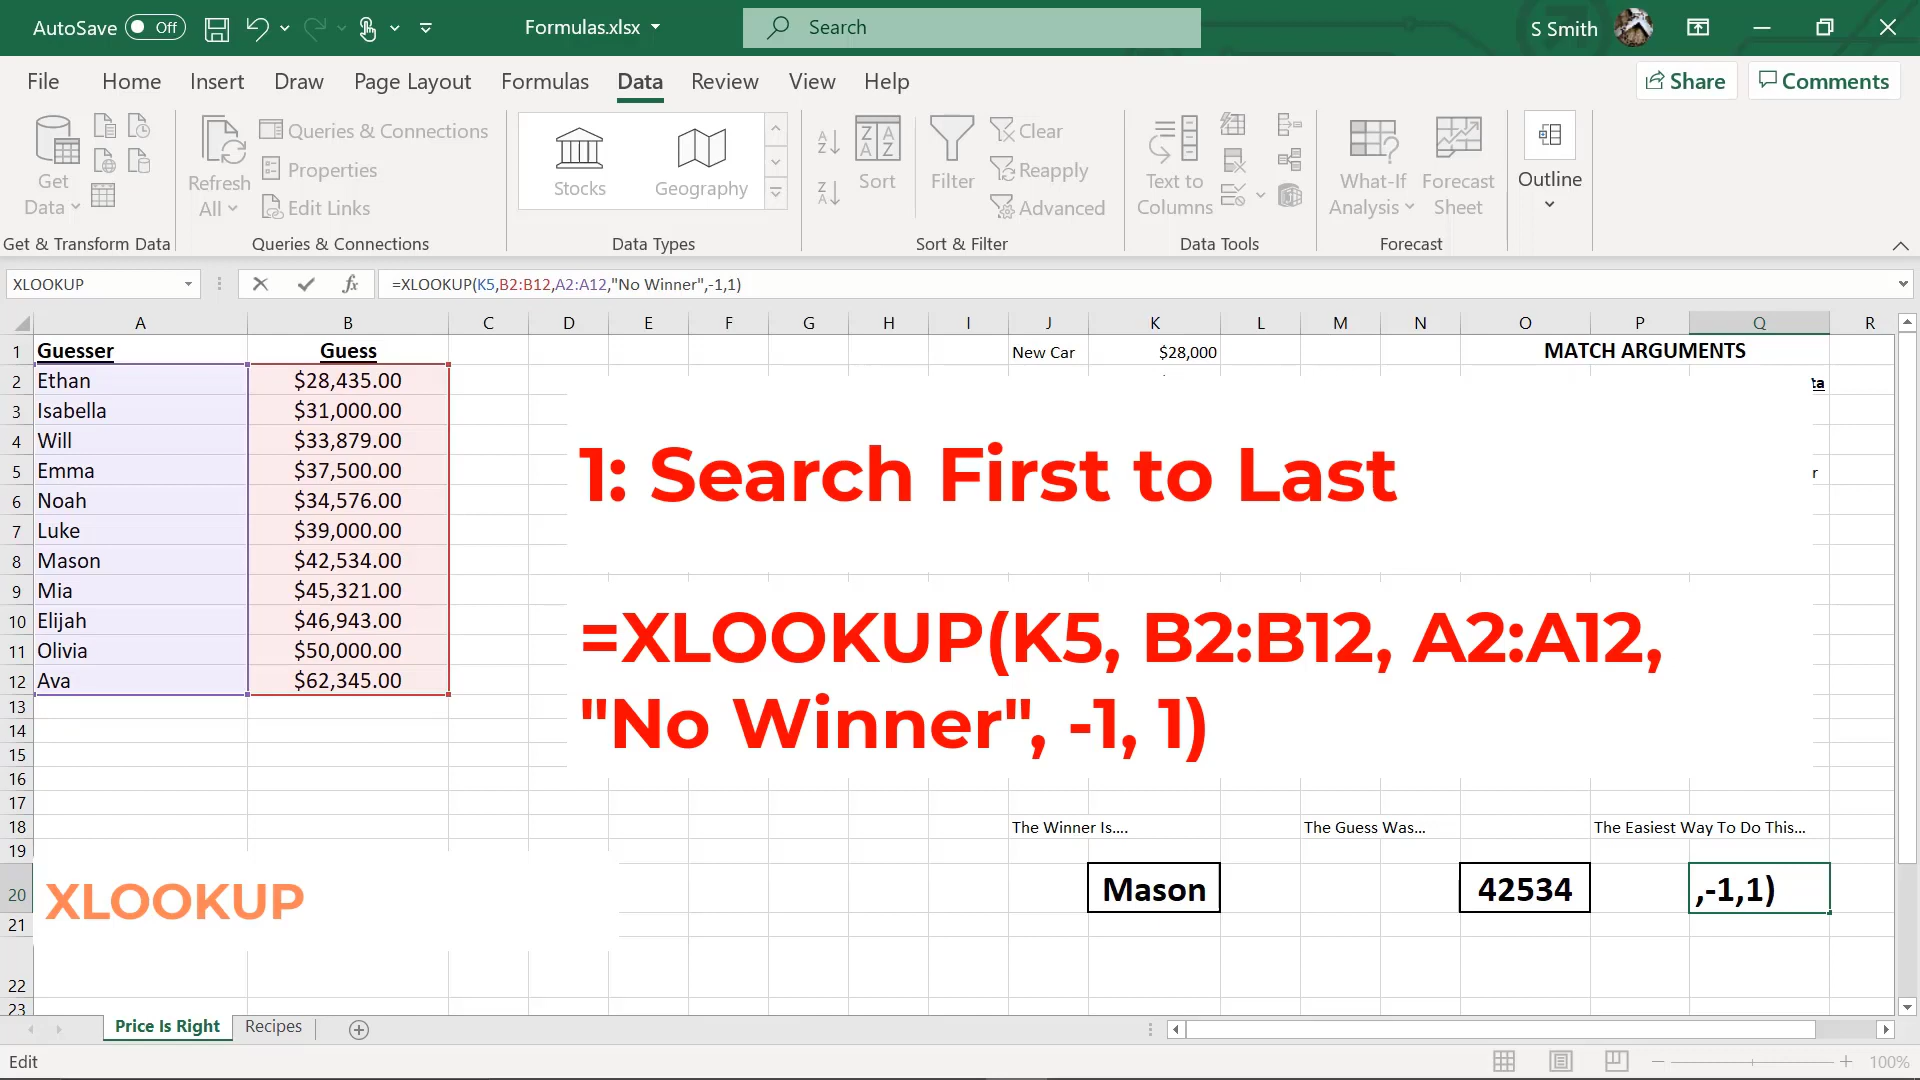 AutoSave Off Formulas.xlsx Search S Smith
File Home Insert Draw Page Layout Formulas Data Review View Help Share Comments
Get Data
Refresh All
Queries & Connections
Properties
Edit Links
Stocks Geography
Sort
Filter
Clear
Reapply
Advanced
Text to Columns
What-If Analysis
Forecast Sheet
Outline
Get & Transform Data Queries & Connections Data Types Sort & Filter Data Tools Forecast
XLOOKUP fx =XLOOKUP(K5,B2:B12,A2:A12,"No Winner",-1,1)
A B C D E F G H I J K L M N O P Q R
1 Guesser Guess New Car $28,000 MATCH ARGUMENTS
2 Ethan $28,435.00 ta
3 Isabella $31,000.00
4 Will $33,879.00
5 Emma $37,500.00 r
6 Noah $34,576.00
7 Luke $39,000.00
8 Mason $42,534.00
9 Mia $45,321.00
10 Elijah $46,943.00
11 Olivia $50,000.00
12 Ava $62,345.00
1: Search First to Last
=XLOOKUP(K5, B2:B12, A2:A12,
"No Winner", -1, 1)
13
14
15
16
17
18 The Winner Is.... The Guess Was... The Easiest Way To Do This...
19
20 XLOOKUP Mason 42534 ,-1,1)
21
22
23
Price Is Right Recipes
Edit 100%